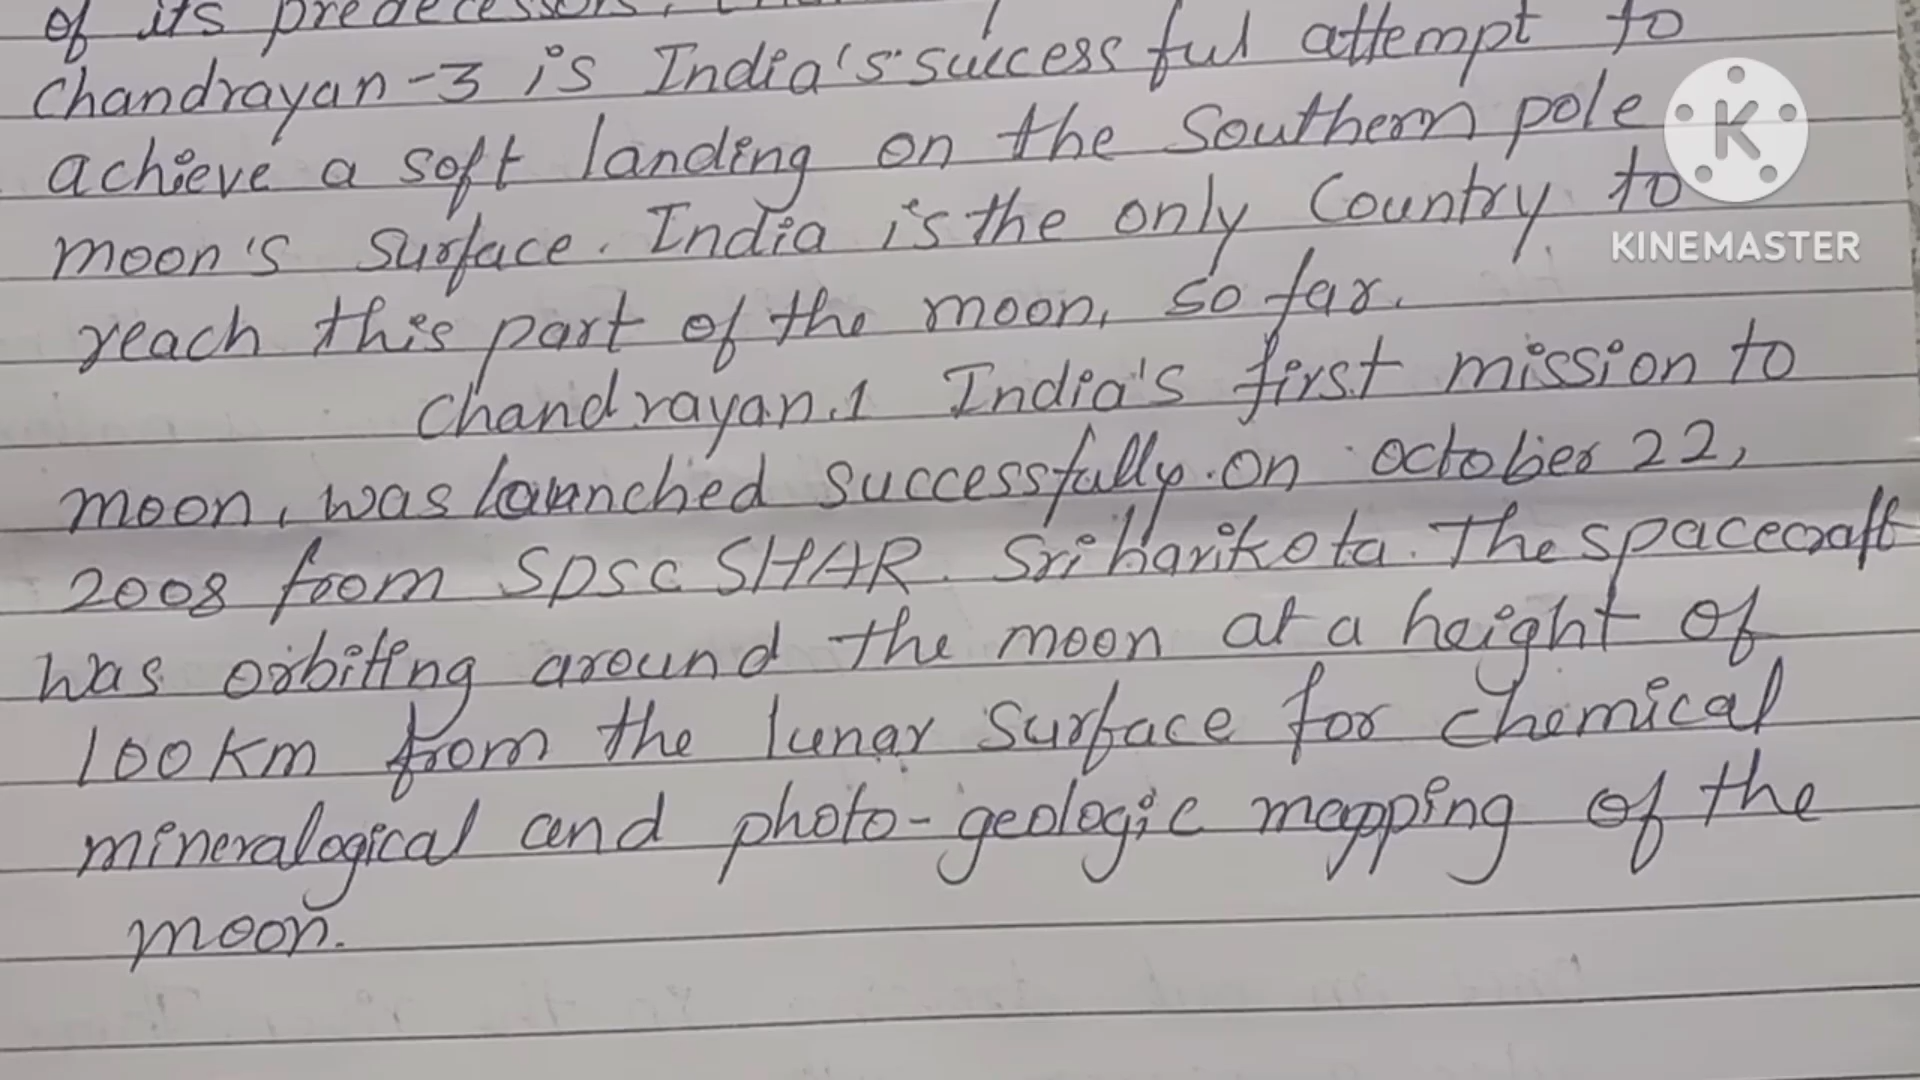 of its predecessors,
Chandrayan-3 is India's successful attempt to
achieve a soft landing on the Southern pole
moon's surface. India is the only Country to
reach this part of the moon, so far.
Chandrayan.1 India's first mission to
moon, was launched successfully. on October 22,
2008 from SDSC SHAR. Sriharikota. The spacecraft
was orbiting around the moon at a height of
100 Km from the lunar surface for chemical
mineralogical and photo-geologic mapping of the
moon.
K
KINEMASTER